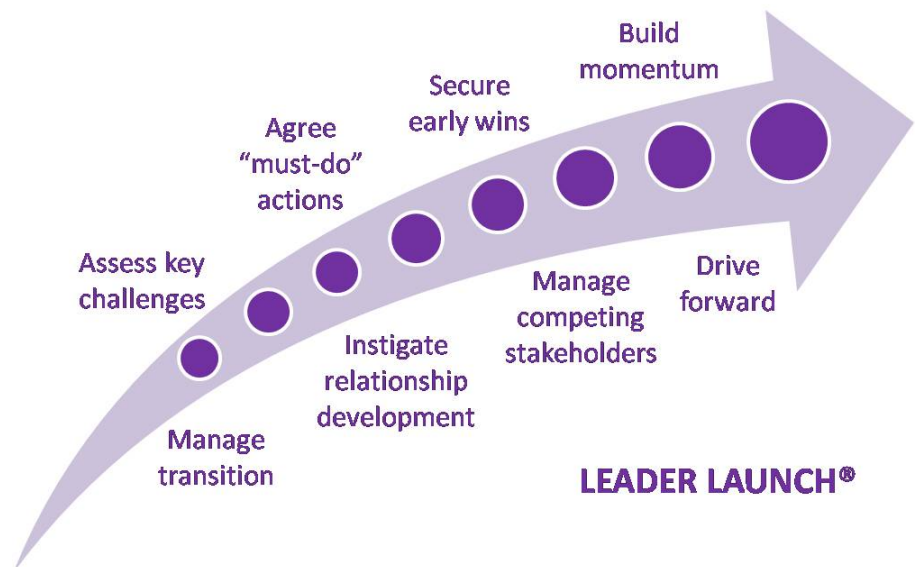 Build
momentum
Secure
early wins
Agree
“must-do”
actions
Assess key
challenges
Drive
forward
Manage
competing
stakeholders
Instigate
relationship
development
Manage
transition
LEADER LAUNCH®